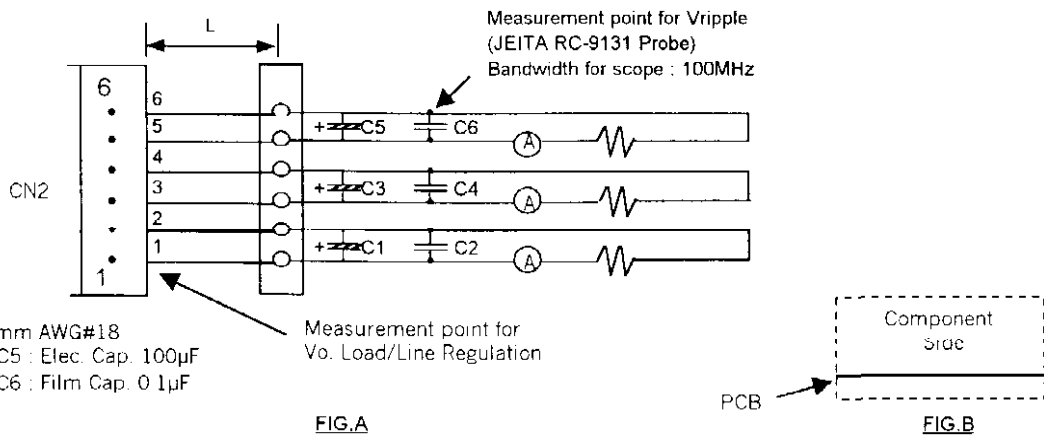 L
Measurement point for Vripple
(JEITA RC-9131 Probe)
Bandwidth for scope : 100MHz
6
6
5
4
3
2
1
1
CN2
+ C5
C6
A
+ C3
C4
A
+ C1
C2
A
mm AWG#18
C5 : Elec. Cap. 100μF
C6 : Film Cap. 0.1μF
Measurement point for
Vo. Load/Line Regulation
FIG.A
Component
Side
PCB
FIG.B